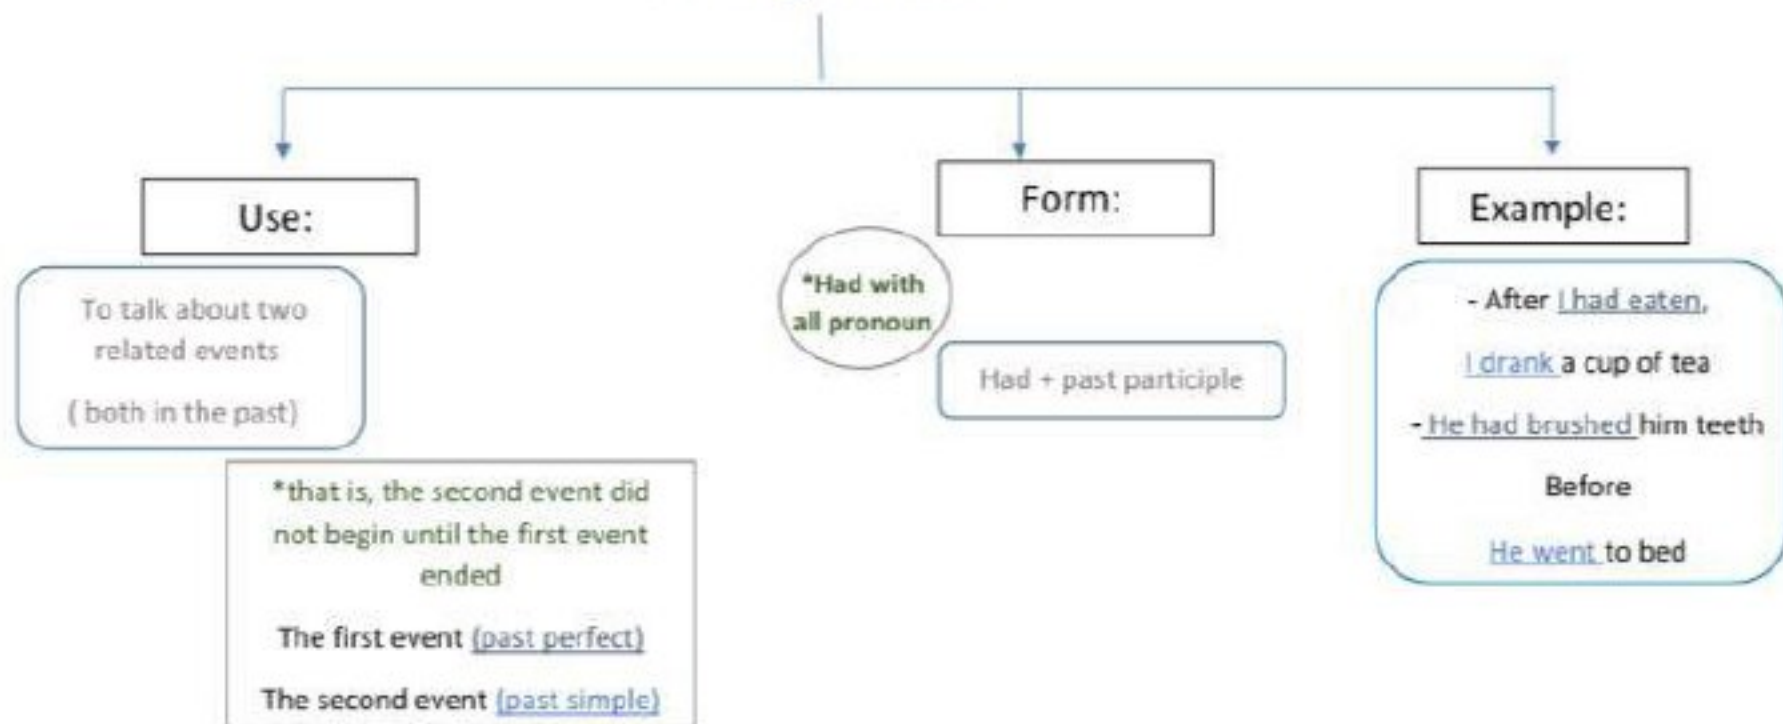 Use:
To talk about two
related events
( both in the past)
*that is, the second event did
not begin until the first event
ended
The first event (past perfect)
The second event (past simple)
Form:
*Had with
all pronoun
Had + past participle
Example:
- After I had eaten,
I drank a cup of tea
- He had brushed him teeth
Before
He went to bed